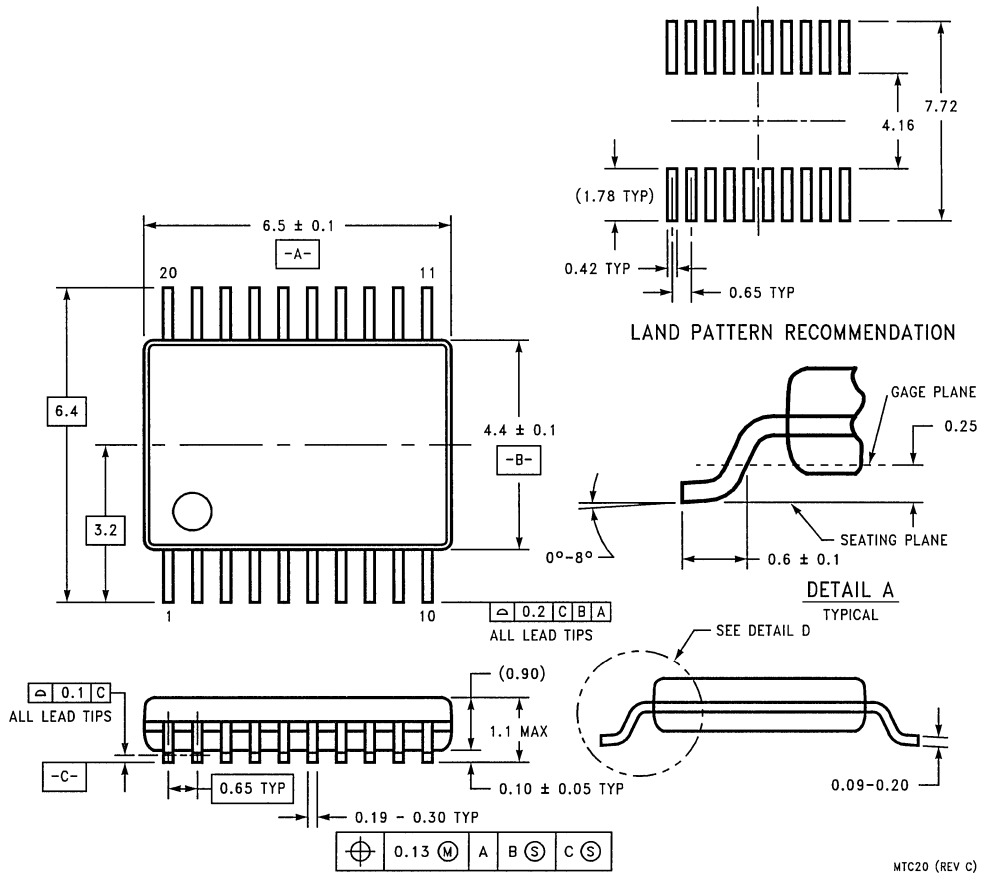 7.72
4.16
(1.78 TYP)
0.42 TYP
0.65 TYP
LAND PATTERN RECOMMENDATION
6.5 ± 0.1
-A-
20
11
6.4
3.2
4.4 ± 0.1
-B-
1
10
⌓ 0.2 C B A
ALL LEAD TIPS
GAGE PLANE
0.25
SEATING PLANE
0°-8°
0.6 ± 0.1
DETAIL A
TYPICAL
SEE DETAIL D
0.09-0.20
⌓ 0.1 C
ALL LEAD TIPS
-C-
(0.90)
1.1 MAX
0.65 TYP
0.10 ± 0.05 TYP
0.19 - 0.30 TYP
⌖ 0.13 Ⓜ A B Ⓢ C Ⓢ
MTC20 (REV C)